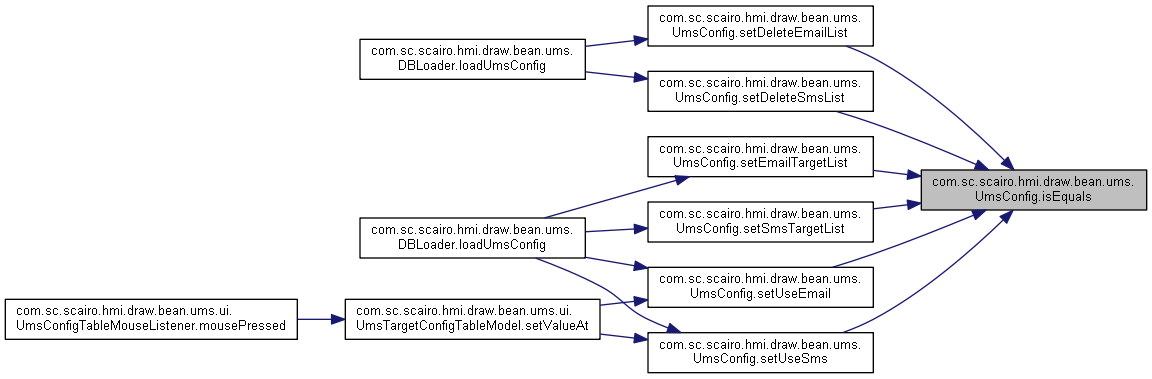 com.sc.scairo.hmi.draw.bean.ums.
UmsConfig.setDeleteEmailList
com.sc.scairo.hmi.draw.bean.ums.
DBLoader.loadUmsConfig
com.sc.scairo.hmi.draw.bean.ums.
UmsConfig.setDeleteSmsList
com.sc.scairo.hmi.draw.bean.ums.
UmsConfig.setEmailTargetList
com.sc.scairo.hmi.draw.bean.ums.
UmsConfig.isEquals
com.sc.scairo.hmi.draw.bean.ums.
UmsConfig.setSmsTargetList
com.sc.scairo.hmi.draw.bean.ums.
DBLoader.loadUmsConfig
com.sc.scairo.hmi.draw.bean.ums.
UmsConfig.setUseEmail
com.sc.scairo.hmi.draw.bean.ums.ui.
UmsConfigTableMouseListener.mousePressed
com.sc.scairo.hmi.draw.bean.ums.ui.
UmsTargetConfigTableModel.setValueAt
com.sc.scairo.hmi.draw.bean.ums.
UmsConfig.setUseSms